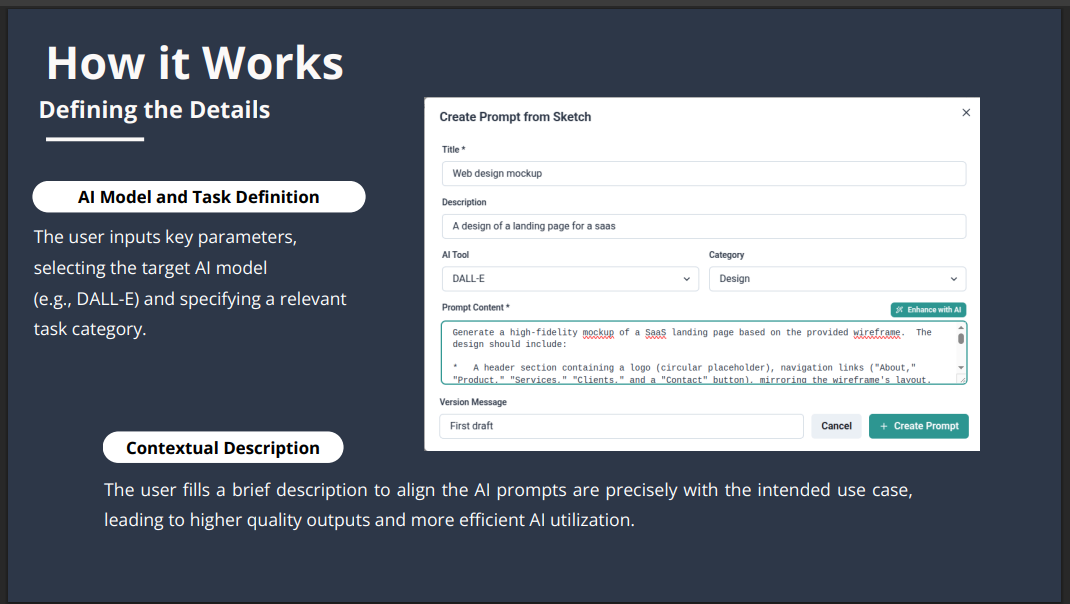 How it Works
Defining the Details
AI Model and Task Definition
The user inputs key parameters,
selecting the target AI model
(e.g., DALL-E) and specifying a relevant
task category.
Create Prompt from Sketch
Title *
Web design mockup
Description
A design of a landing page for a saas
AI Tool
Category
DALL-E
Design
Prompt Content *
Enhance with AI
Generate a high-fidelity mockup of a SaaS landing page based on the provided wireframe.  The
design should include:
*   A header section containing a logo (circular placeholder), navigation links ("About,"
"Product," "Services," "Clients," and a "Contact" button), mirroring the wireframe's layout.
Version Message
First draft
Cancel
+ Create Prompt
Contextual Description
The user fills a brief description to align the AI prompts are precisely with the intended use case,
leading to higher quality outputs and more efficient AI utilization.